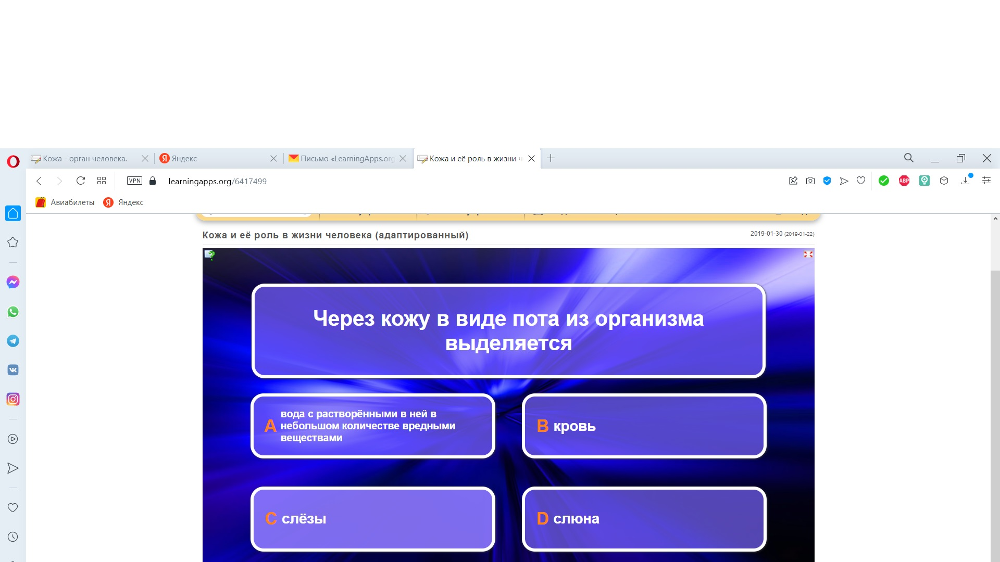 Кожа - орган человека.
Яндекс
Письмо «LearningApps.org
Кожа и её роль в жизни ч
VPN
learningapps.org/6417499
ABP
Авиабилеты
Яндекс
Кожа и её роль в жизни человека (адаптированный)
2019-01-30 (2019-01-22)
Через кожу в виде пота из организма
выделяется
A вода с растворёнными в ней в
небольшом количестве вредными
веществами
B кровь
C слёзы
D слюна